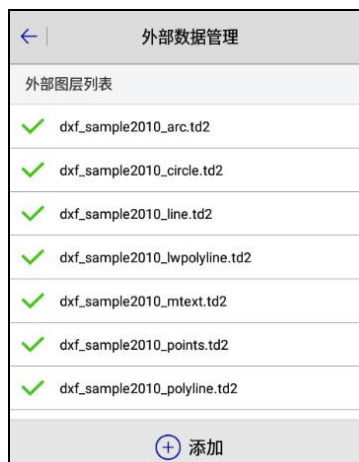 外部数据管理
外部图层列表
dxf_sample2010_arc.td2
dxf_sample2010_circle.td2
dxf_sample2010_line.td2
dxf_sample2010_lwpolyline.td2
dxf_sample2010_mtext.td2
dxf_sample2010_points.td2
dxf_sample2010_polyline.td2
添加